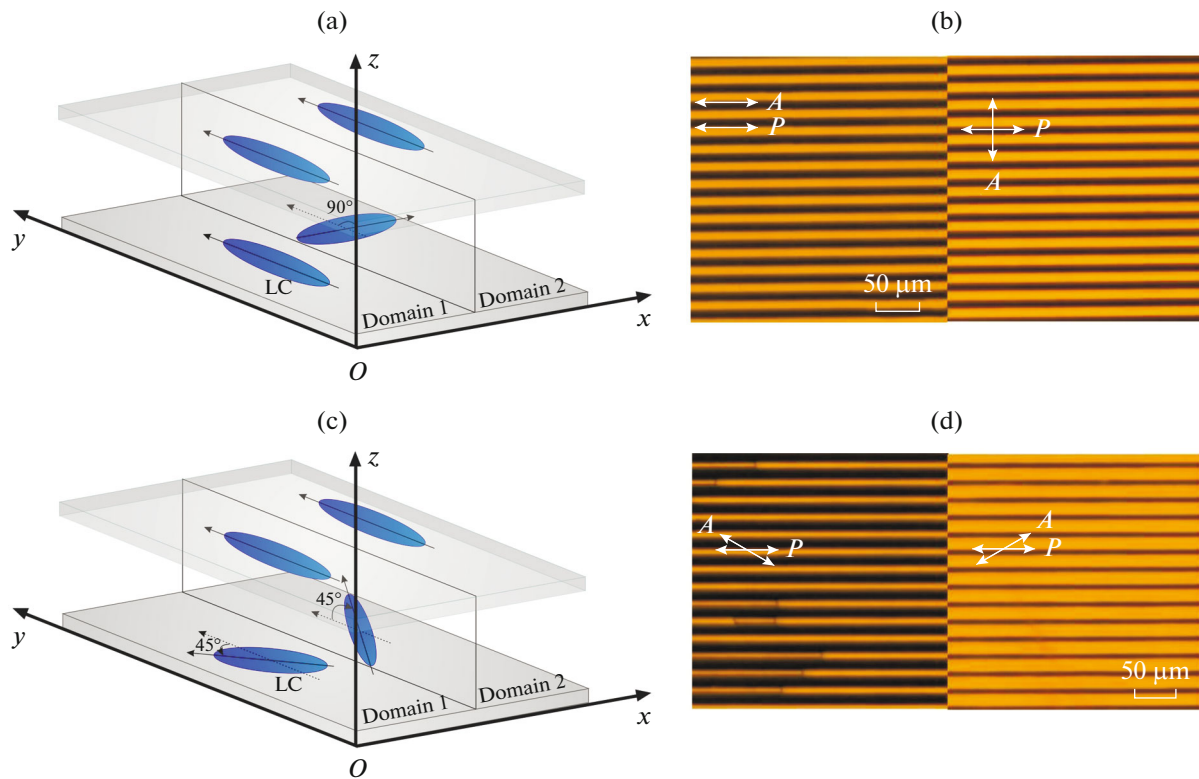 (a)
z
90°
y
LC
Domain 1
Domain 2
x
O
(b)
A
P
P
A
50 μm
(c)
z
45°
45°
y
LC
Domain 1
Domain 2
x
O
(d)
A
P
A
P
50 μm